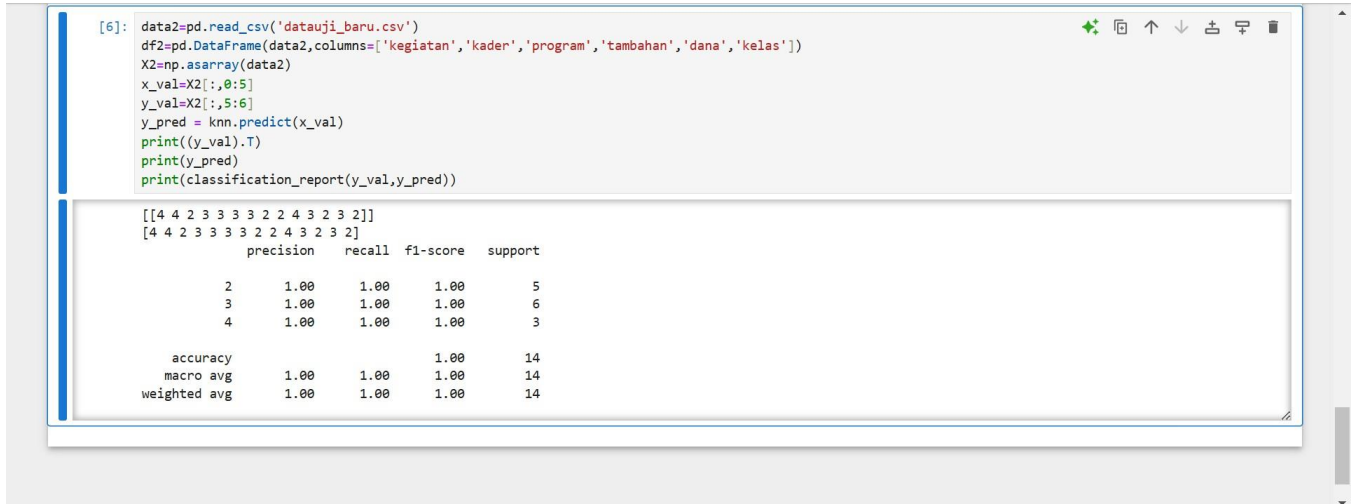 [6]: data2=pd.read_csv('datauji_baru.csv')
df2=pd.DataFrame(data2,columns=['kegiatan','kader','program','tambahan','dana','kelas'])
X2=np.asarray(data2)
x_val=X2[:,0:5]
y_val=X2[:,5:6]
y_pred = knn.predict(x_val)
print((y_val).T)
print(y_pred)
print(classification_report(y_val,y_pred))
[[4 4 2 3 3 3 3 2 2 4 3 2 3 2]]
[4 4 2 3 3 3 3 2 2 4 3 2 3 2]
precision recall f1-score support
2 1.00 1.00 1.00 5
3 1.00 1.00 1.00 6
4 1.00 1.00 1.00 3
accuracy 1.00 14
macro avg 1.00 1.00 1.00 14
weighted avg 1.00 1.00 1.00 14